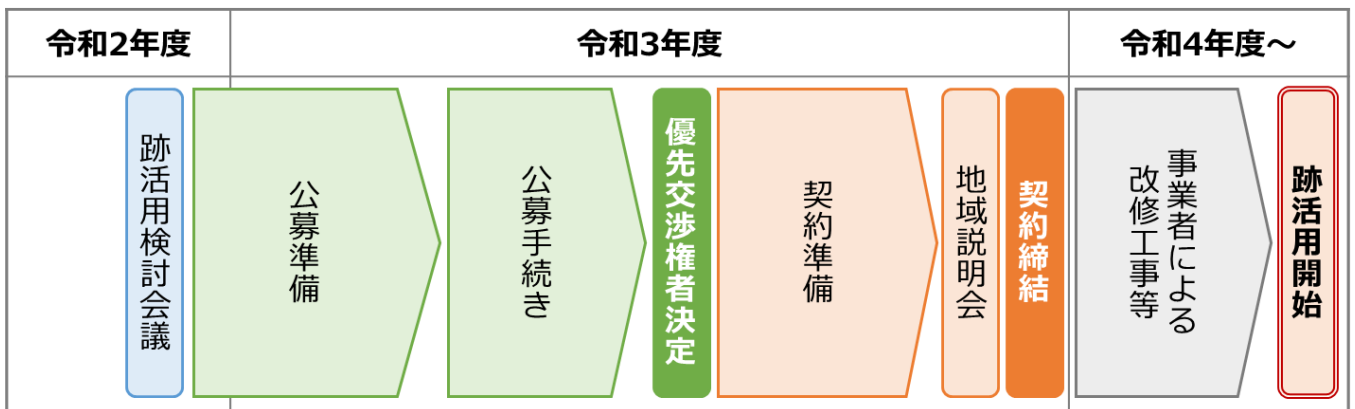 令和2年度
令和3年度
令和4年度～
跡活用検討会議
公募準備
公募手続き
優先交渉権者決定
契約準備
地域説明会
契約締結
事業者による
改修工事等
跡活用開始